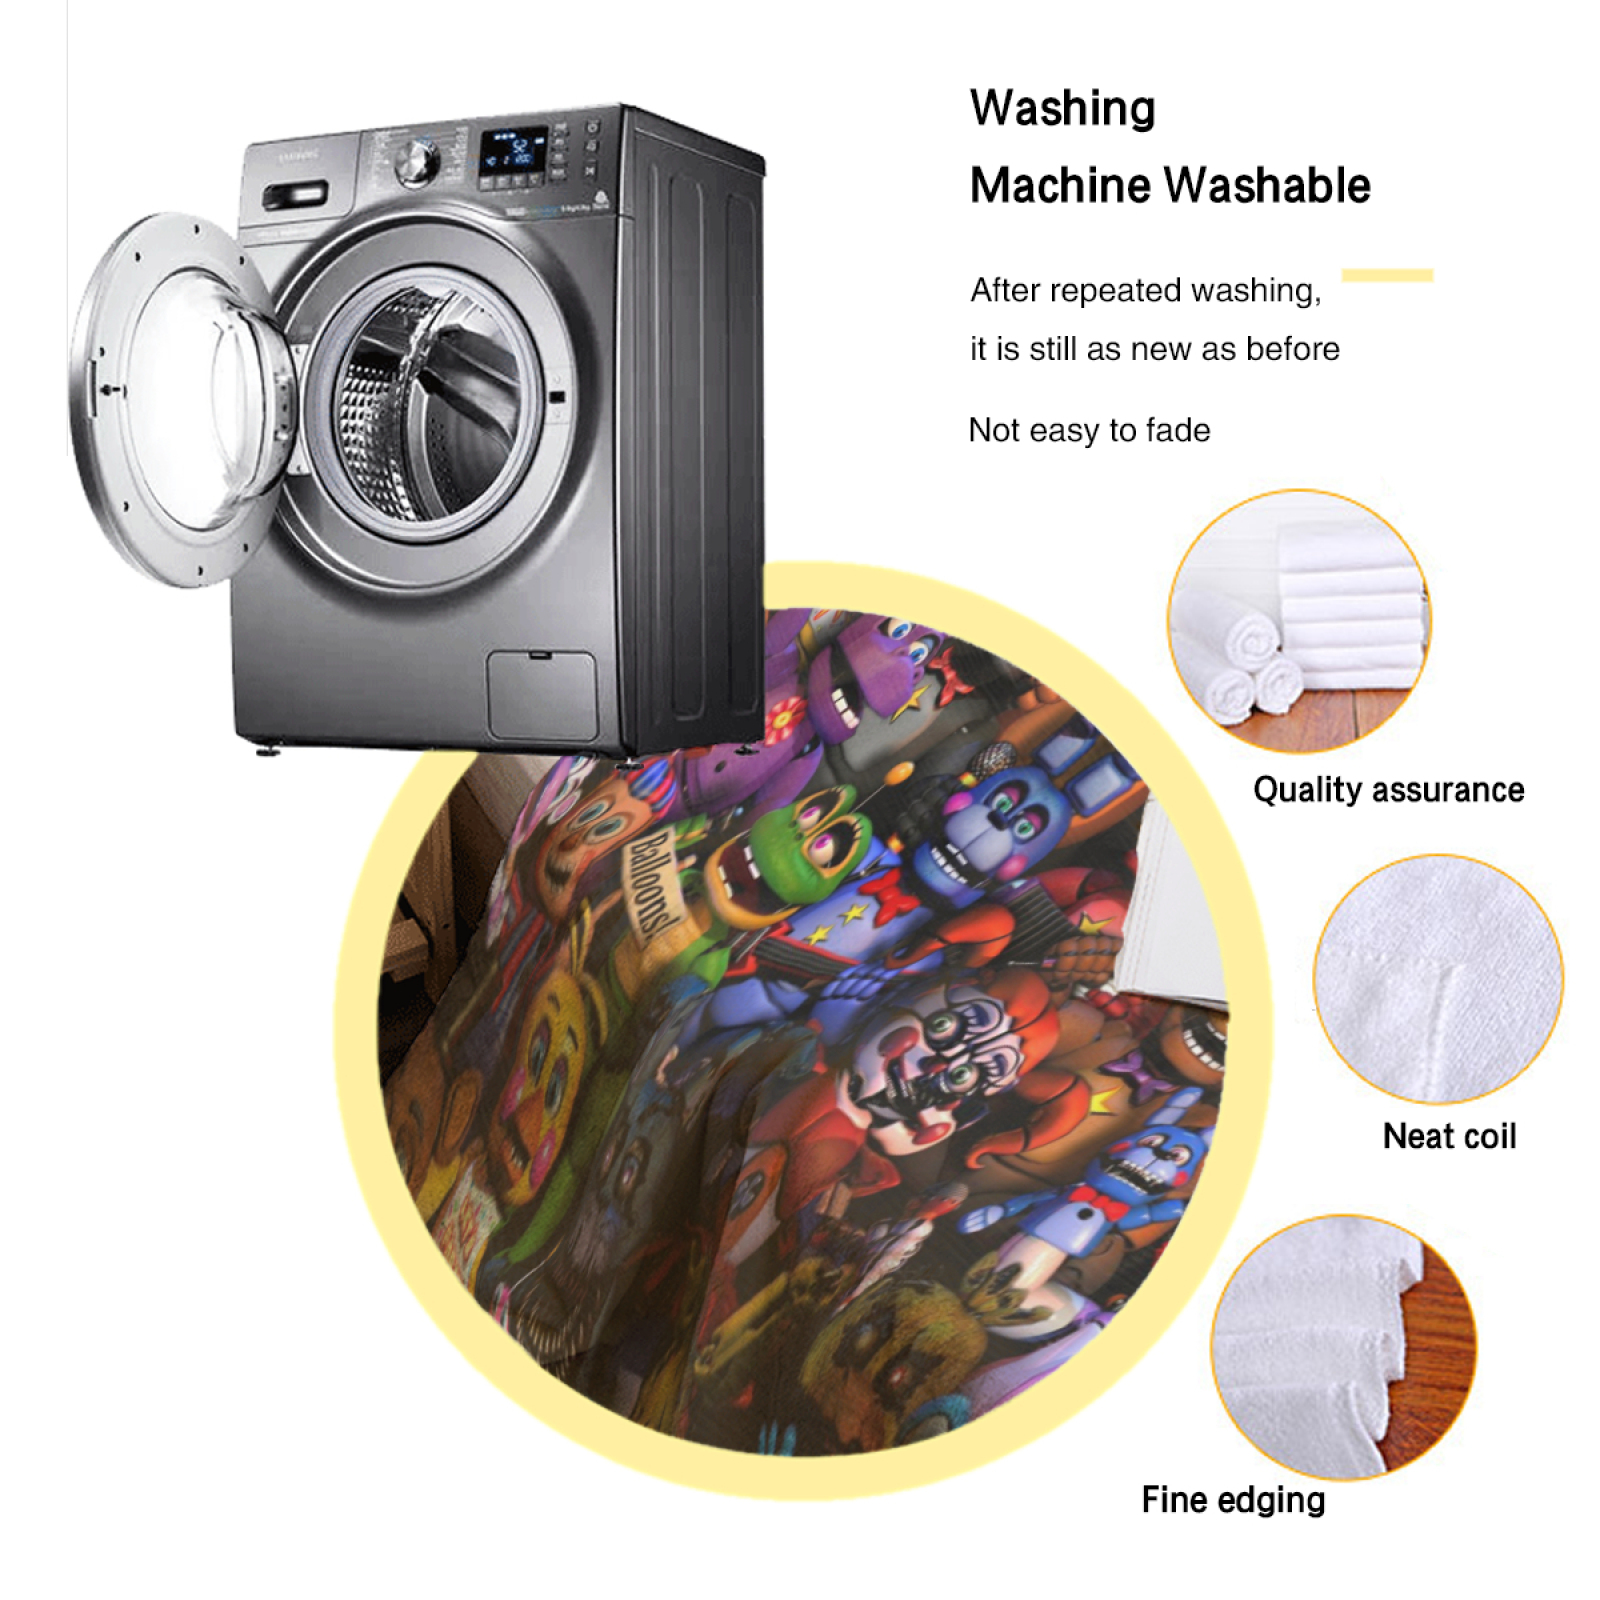 Washing
Machine Washable
After repeated washing,
it is still as new as before
Not easy to fade
Quality assurance
Balloons!
Neat coil
Fine edging